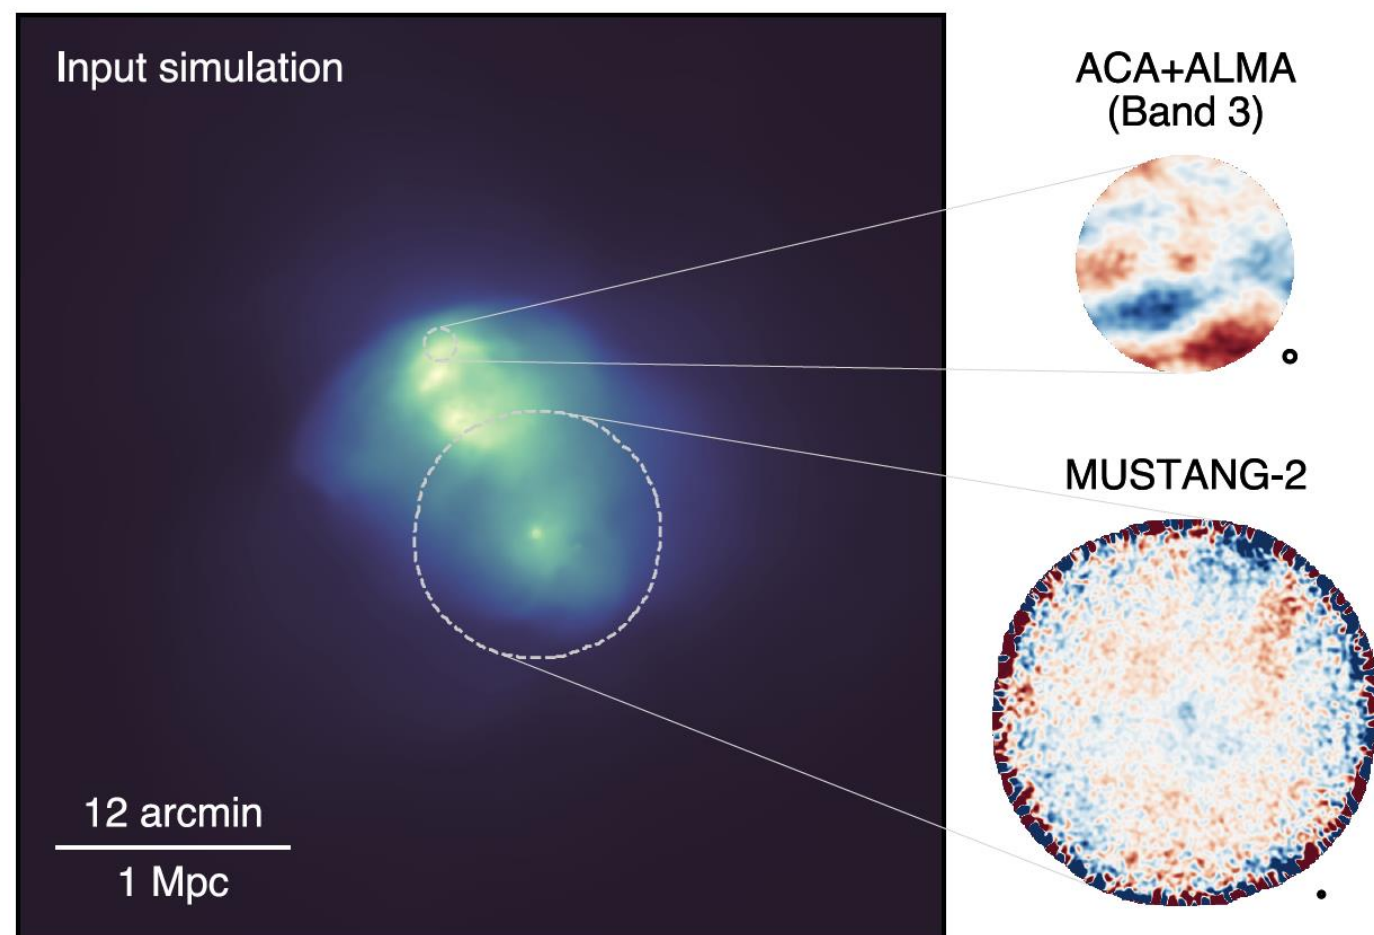 Input simulation
12 arcmin
1 Mpc
ACA+ALMA
(Band 3)
MUSTANG-2